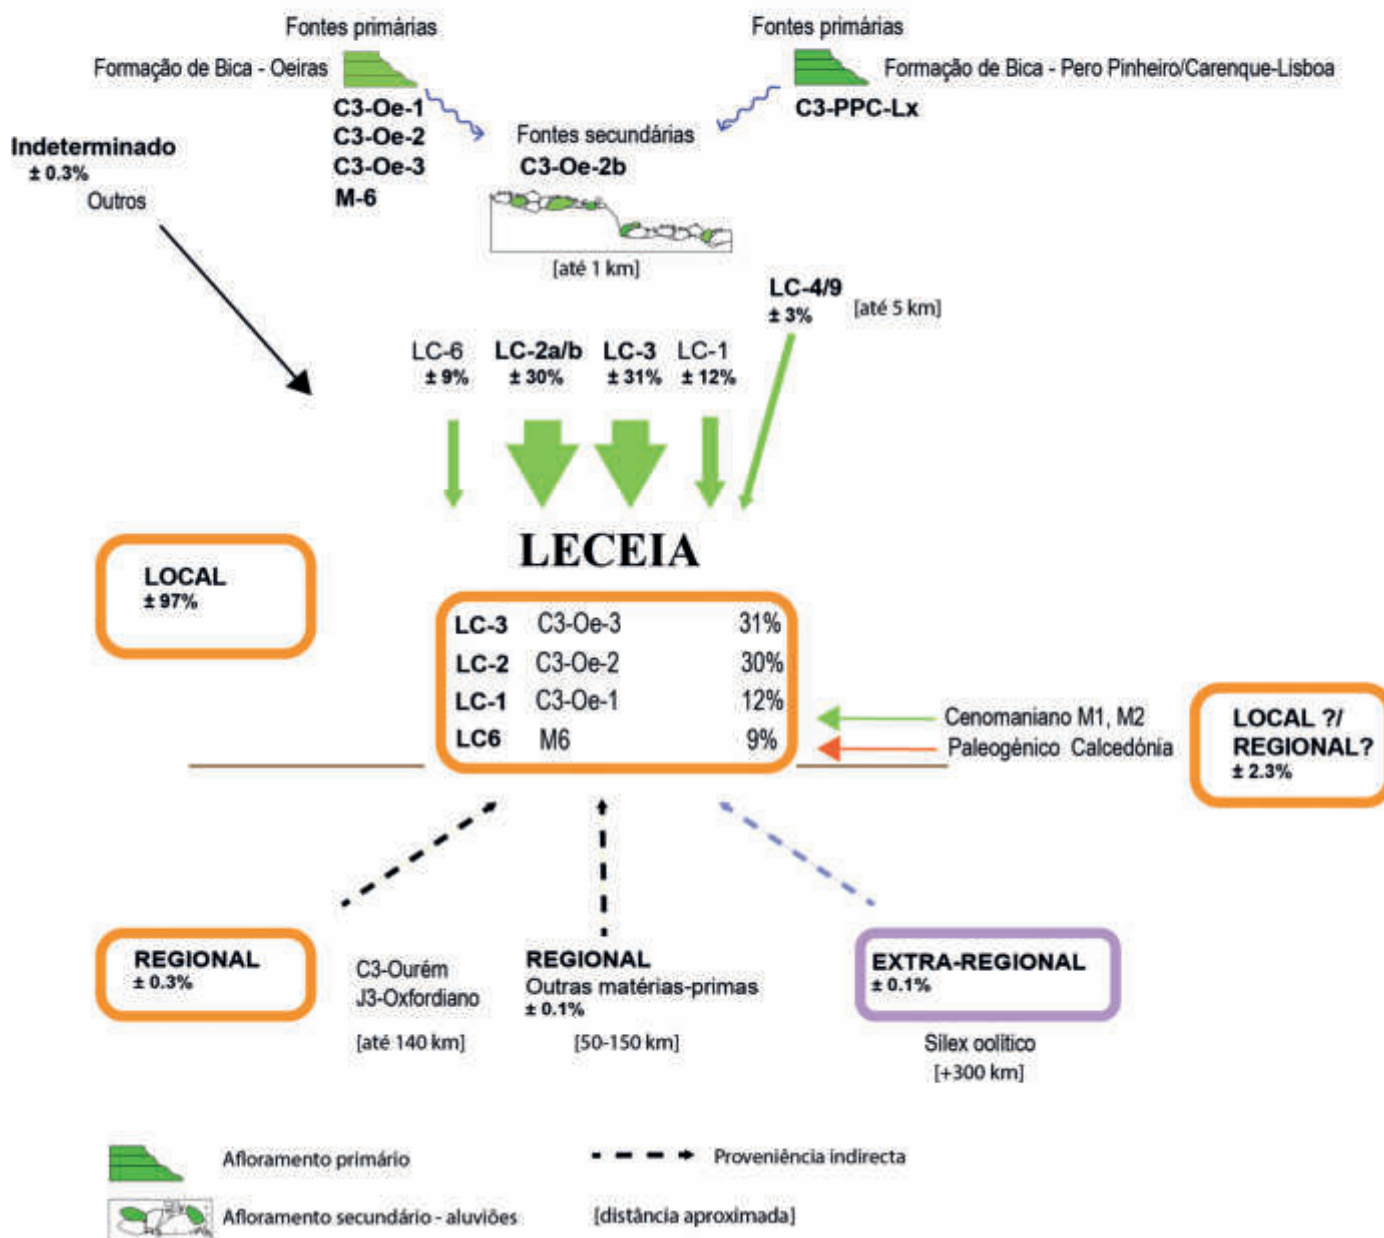 Fontes primárias
Formação de Bica - Oeiras
C3-Oe-1
C3-Oe-2
C3-Oe-3
M-6
Fontes primárias
Formação de Bica - Pero Pinheiro/Carenque-Lisboa
C3-PPC-Lx
Fontes secundárias
C3-Oe-2b
[até 1 km]
Indeterminado
± 0.3%
Outros
LC-4/9
± 3%
[até 5 km]
LC-6
± 9%
LC-2a/b
± 30%
LC-3
± 31%
LC-1
± 12%
LECEIA
LOCAL
± 97%
LC-3 C3-Oe-3 31%
LC-2 C3-Oe-2 30%
LC-1 C3-Oe-1 12%
LC6 M6 9%
Cenomaniano M1, M2
Paleogénico Calcedónia
LOCAL ?/
REGIONAL?
± 2.3%
REGIONAL
± 0.3%
C3-Ourém
J3-Oxfordiano
[até 140 km]
REGIONAL
Outras matérias-primas
± 0.1%
[50-150 km]
EXTRA-REGIONAL
± 0.1%
Sílex oolítico
[+300 km]
Afloramento primário
Proveniência indirecta
Afloramento secundário - aluviões
[distância aproximada]